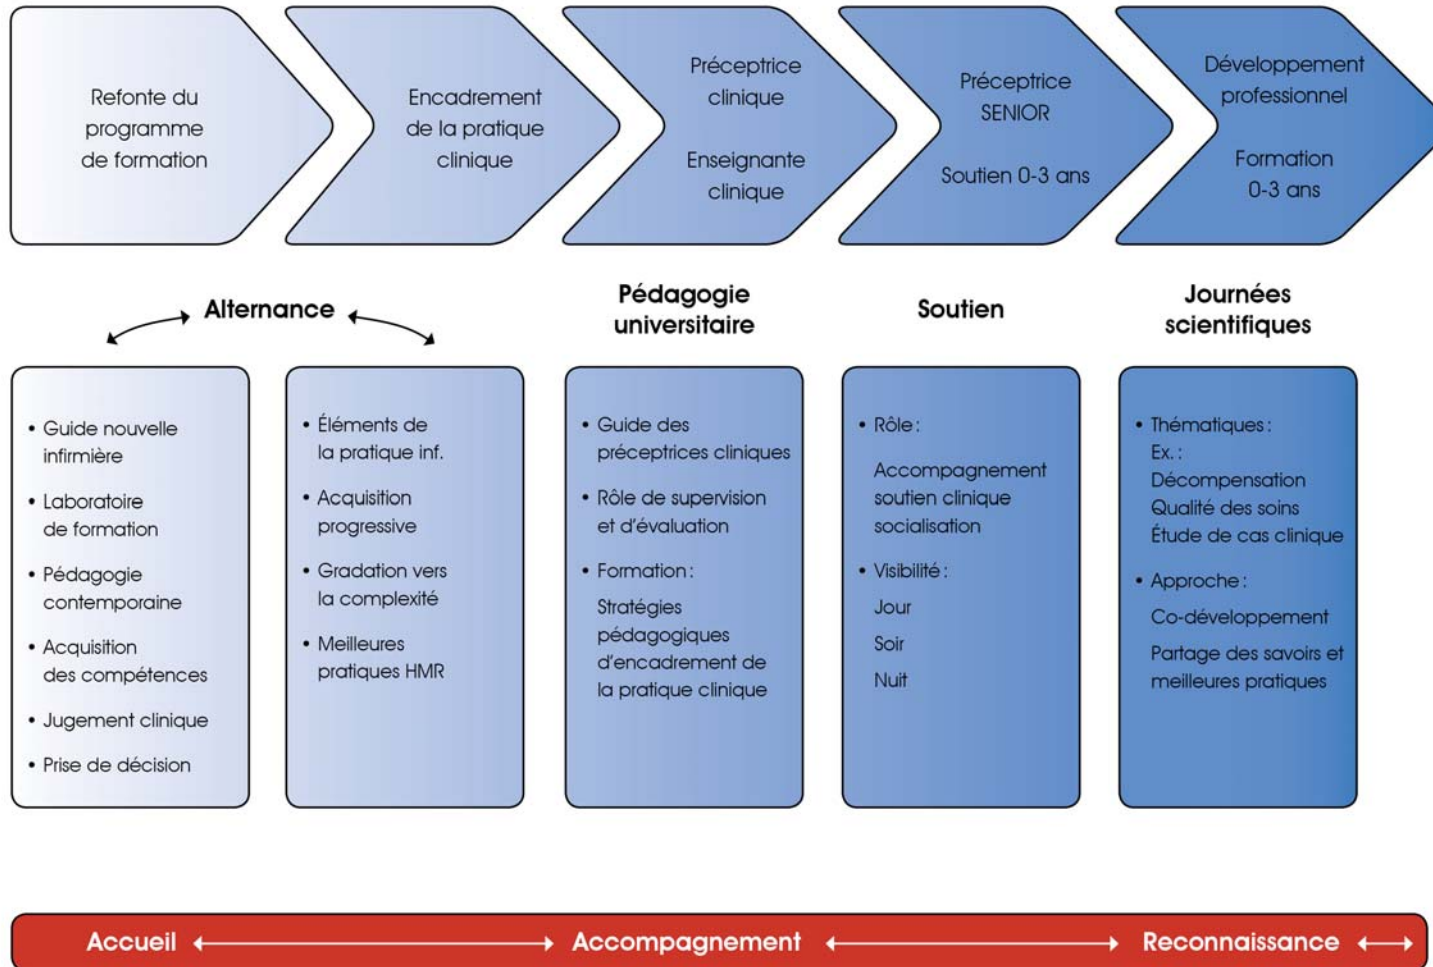 Refonte du
programme
de formation
Encadrement
de la pratique
clinique
Préceptrice
clinique
Enseignante
clinique
Préceptrice
SENIOR
Soutien 0-3 ans
Développement
professionnel
Formation
0-3 ans
Alternance
Pédagogie
universitaire
Soutien
Journées
scientifiques
• Guide nouvelle
infirmière
• Laboratoire
de formation
• Pédagogie
contemporaine
• Acquisition
des compétences
• Jugement clinique
• Prise de décision
• Éléments de
la pratique inf.
• Acquisition
progressive
• Gradation vers
la complexité
• Meilleures
pratiques HMR
• Guide des
préceptrices cliniques
• Rôle de supervision
et d'évaluation
• Formation :
Stratégies
pédagogiques
d'encadrement de
la pratique clinique
• Rôle :
Accompagnement
soutien clinique
socialisation
• Visibilité :
Jour
Soir
Nuit
• Thématiques :
Ex. :
Décompensation
Qualité des soins
Étude de cas clinique
• Approche :
Co-développement
Partage des savoirs et
meilleures pratiques
Accueil
Accompagnement
Reconnaissance